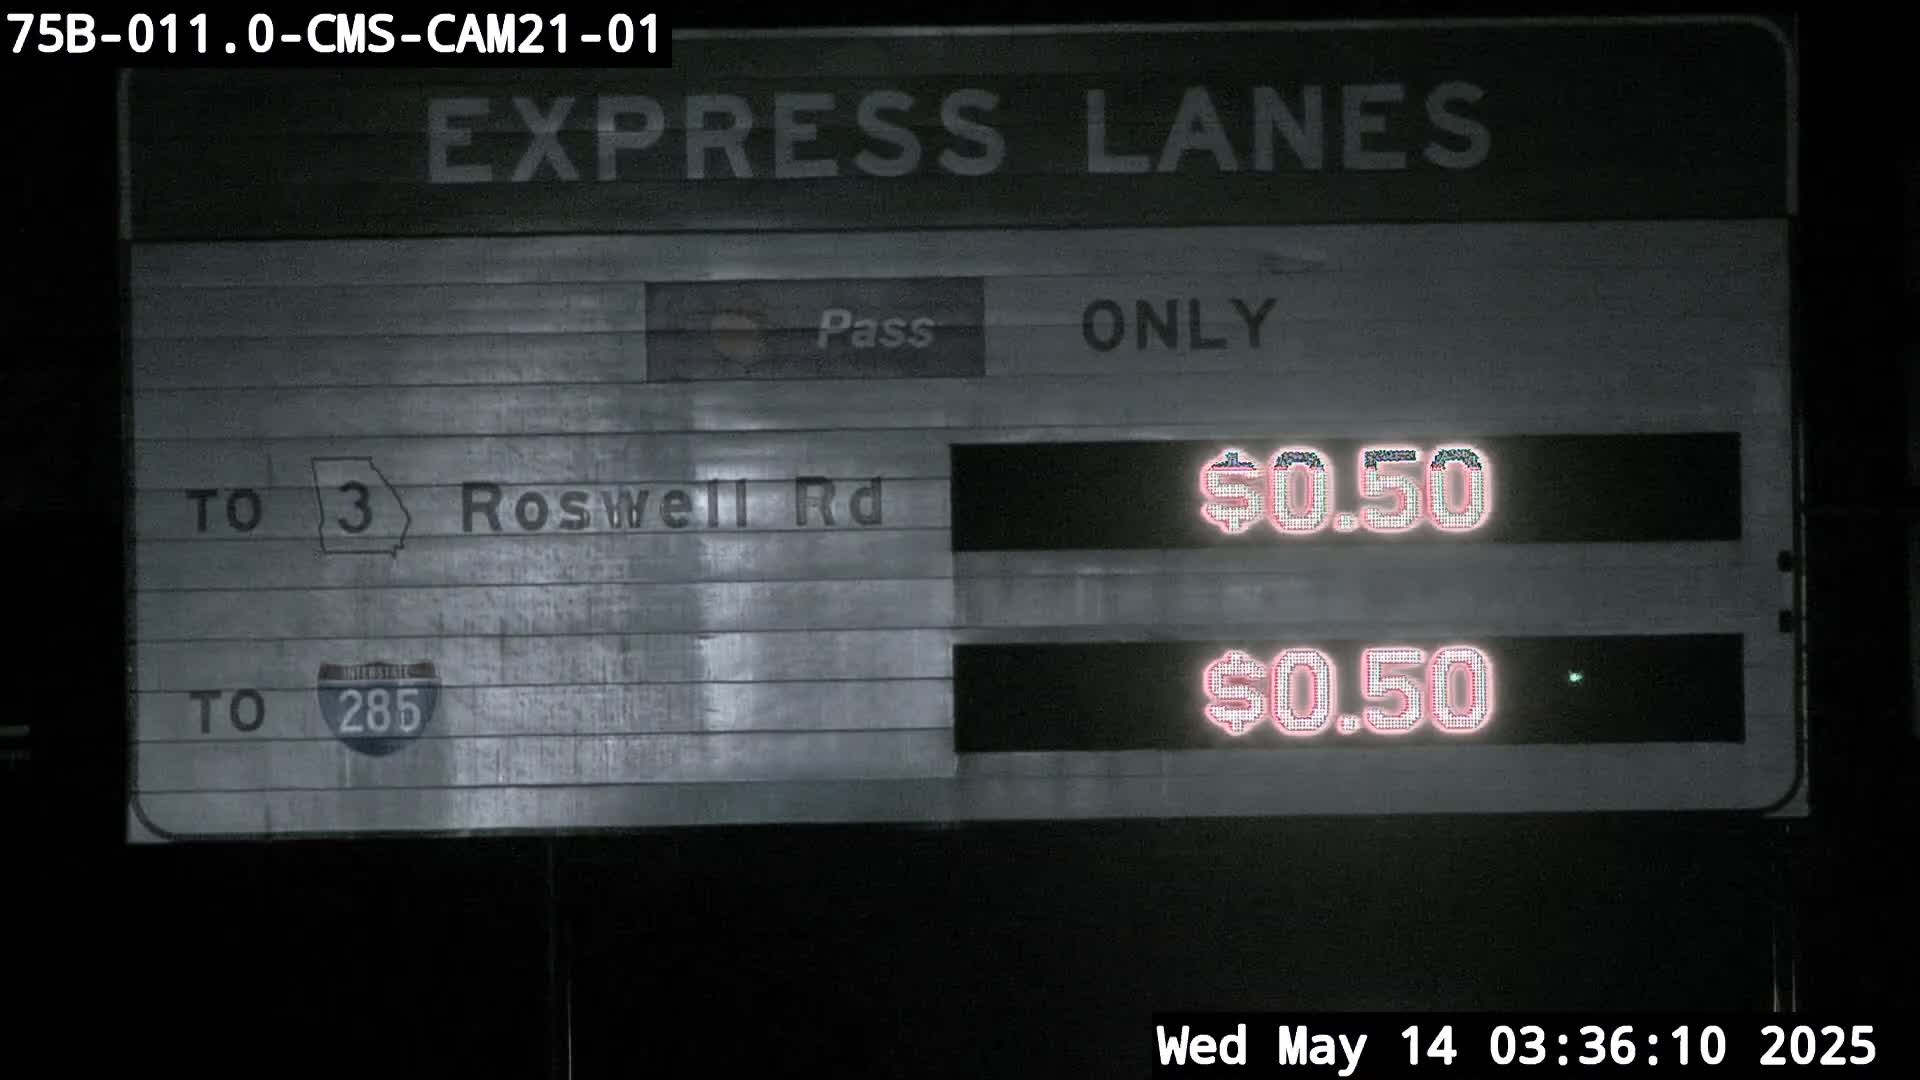 75B-011.0-CMS-CAM21-01
EXPRESS LANES
Pass ONLY
TO 3 Roswell Rd $0.50
TO INTERSTATE 285 $0.50
Wed May 14 03:36:10 2025